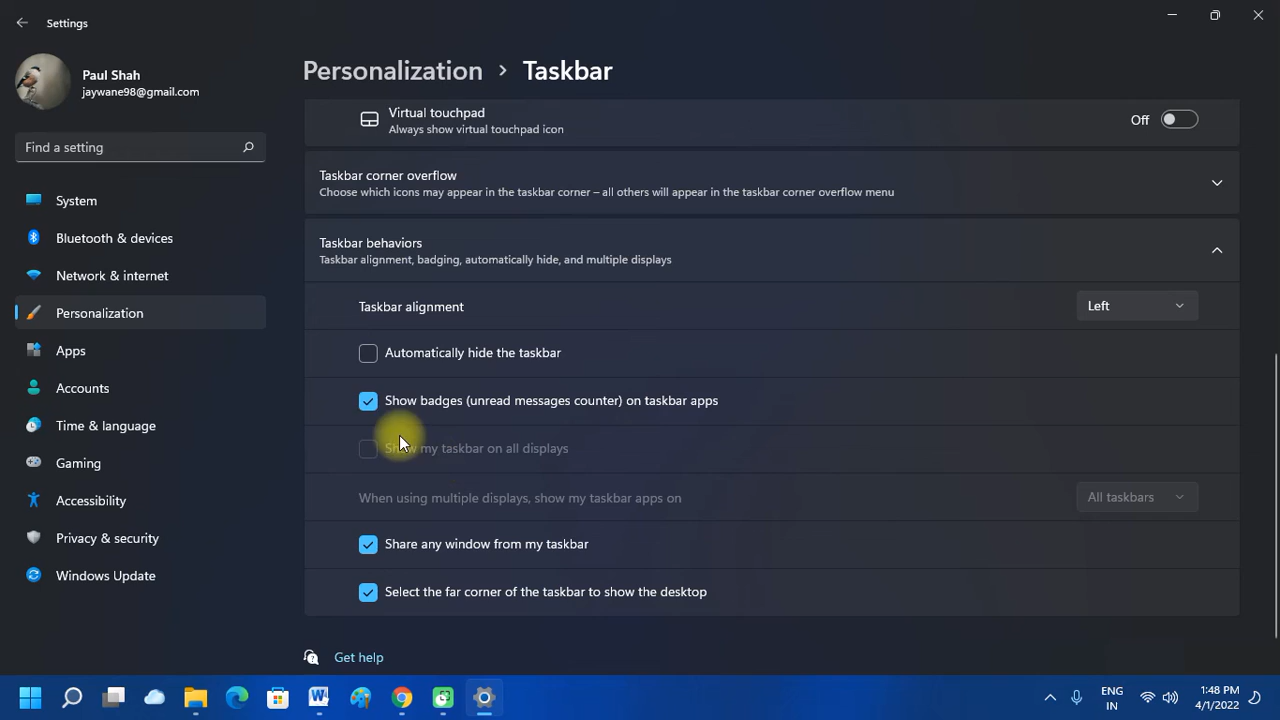 Settings
Paul Shah
jaywane98@gmail.com
Find a setting
System
Bluetooth & devices
Network & internet
Personalization
Apps
Accounts
Time & language
Gaming
Accessibility
Privacy & security
Windows Update
Personalization > Taskbar
Virtual touchpad
Always show virtual touchpad icon
Off
Taskbar corner overflow
Choose which icons may appear in the taskbar corner – all others will appear in the taskbar corner overflow menu
Taskbar behaviors
Taskbar alignment, badging, automatically hide, and multiple displays
Taskbar alignment
Left
Automatically hide the taskbar
Show badges (unread messages counter) on taskbar apps
Show my taskbar on all displays
When using multiple displays, show my taskbar apps on
All taskbars
Share any window from my taskbar
Select the far corner of the taskbar to show the desktop
Get help
ENG
IN
1:48 PM
4/1/2022